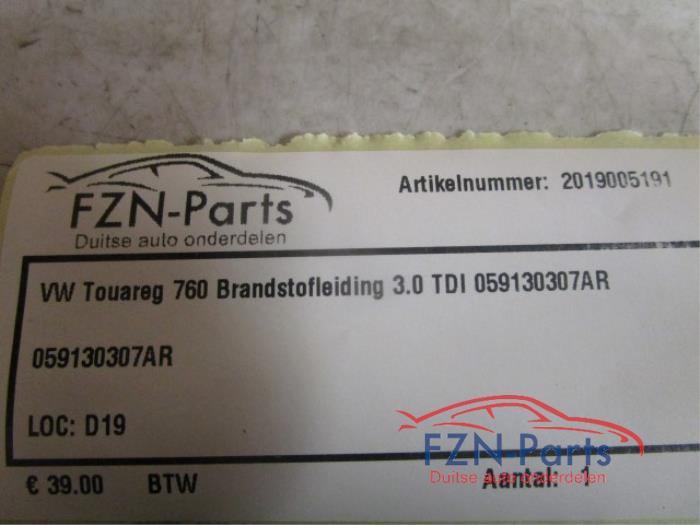 FZN-Parts
Duitse auto onderdelen
Artikelnummer: 2019005191
VW Touareg 760 Brandstofleiding 3.0 TDI 059130307AR
059130307AR
LOC: D19
€ 39.00 BTW Aantal: 1
FZN-Parts
Duitse auto onderdelen